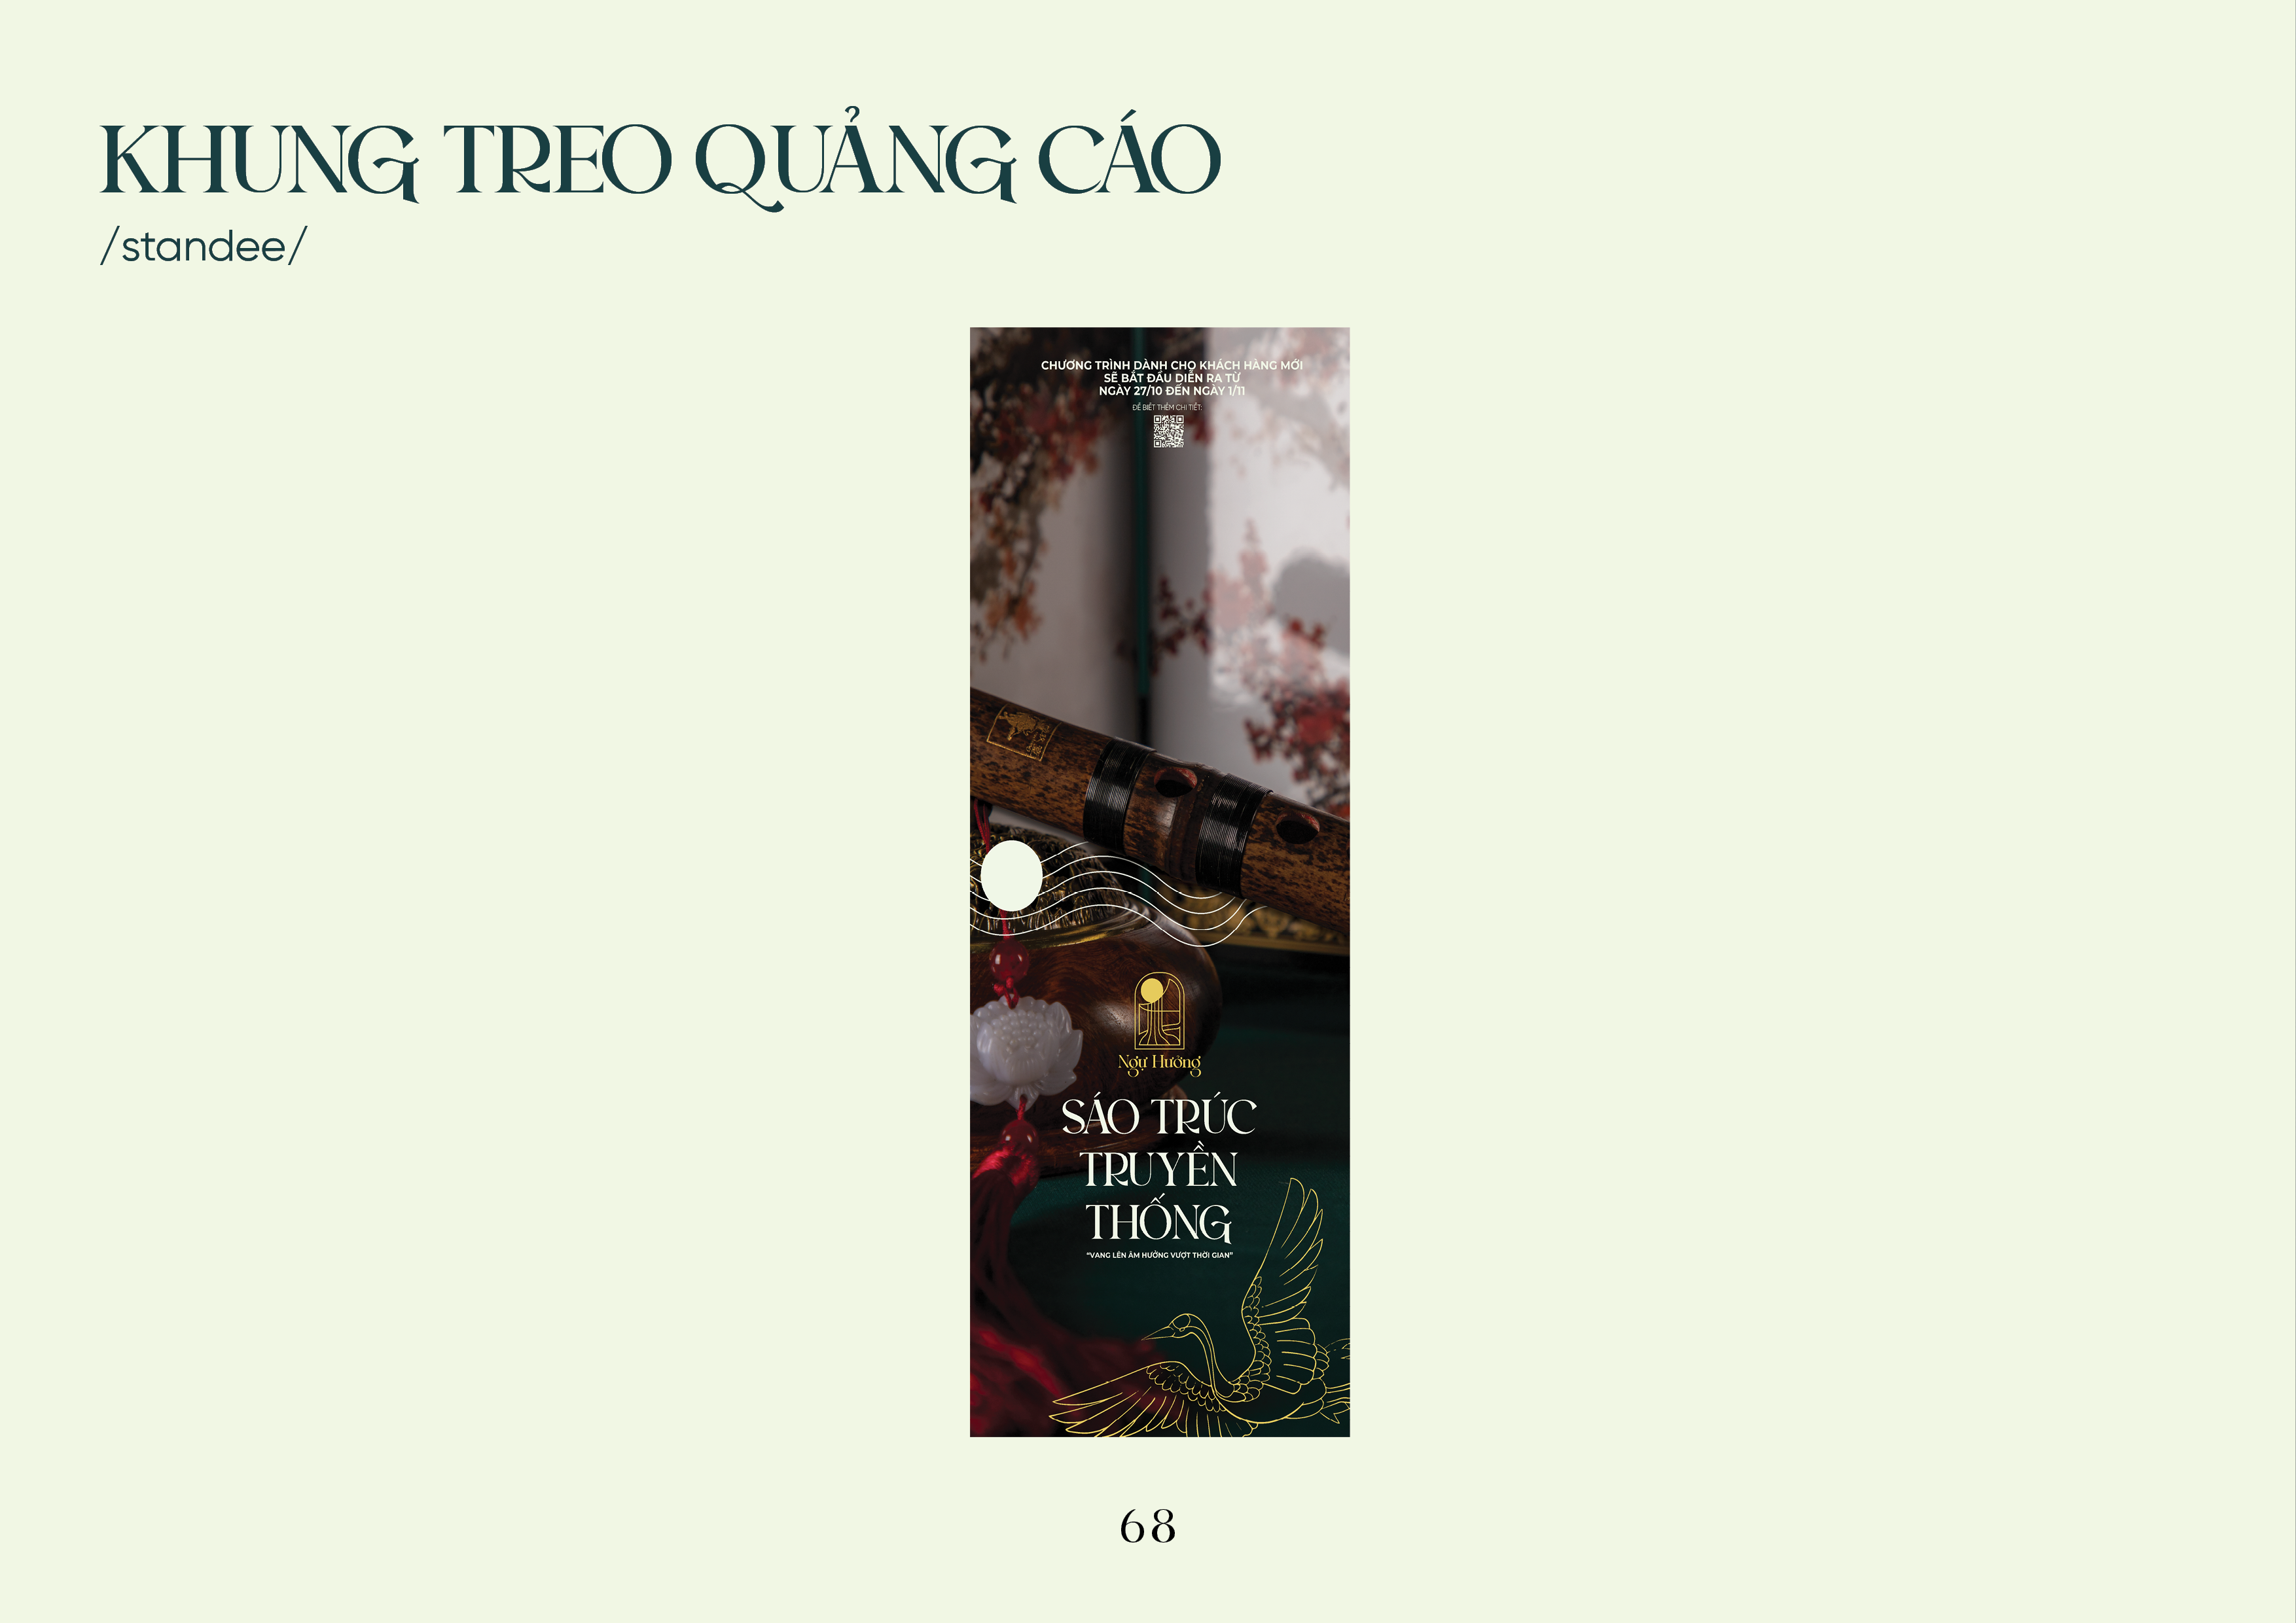 KHUNG TREO QUẢNG CÁO
/standee/
CHƯƠNG TRÌNH DÀNH CHO KHÁCH HÀNG MỚI
SẼ BẮT ĐẦU DIỄN RA TỪ
NGÀY 27/10 ĐẾN NGÀY 1/11
ĐỂ BIẾT THÊM CHI TIẾT:
Ngự Hưởng
SÁO TRÚC
TRUYỀN
THỐNG
"VANG LÊN ÂM HƯỞNG VƯỢT THỜI GIAN"
68